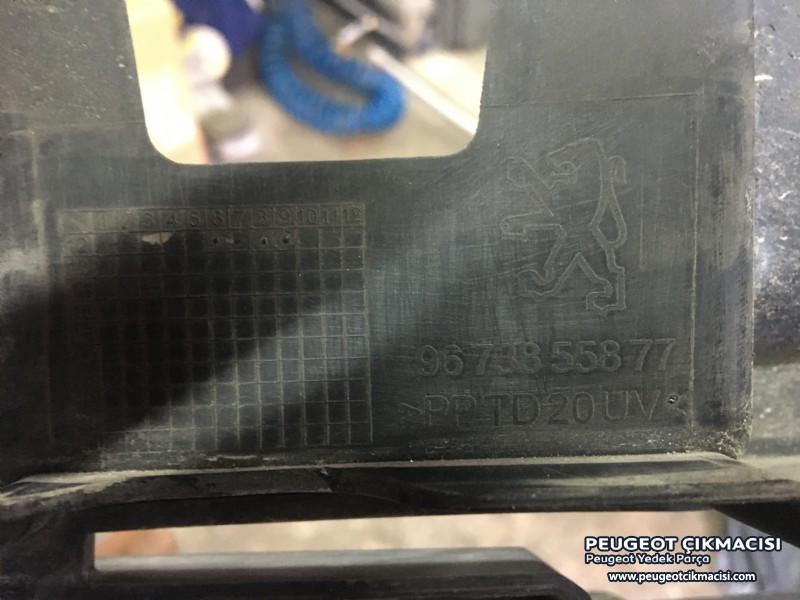 1 2 3 4 5 6 7 8 9 10 11 12
96 738 558 77
>PP TD20 UV<
PEUGEOT ÇIKMACISI
Peugeot Yedek Parça
www.peugeotcikmacisi.com